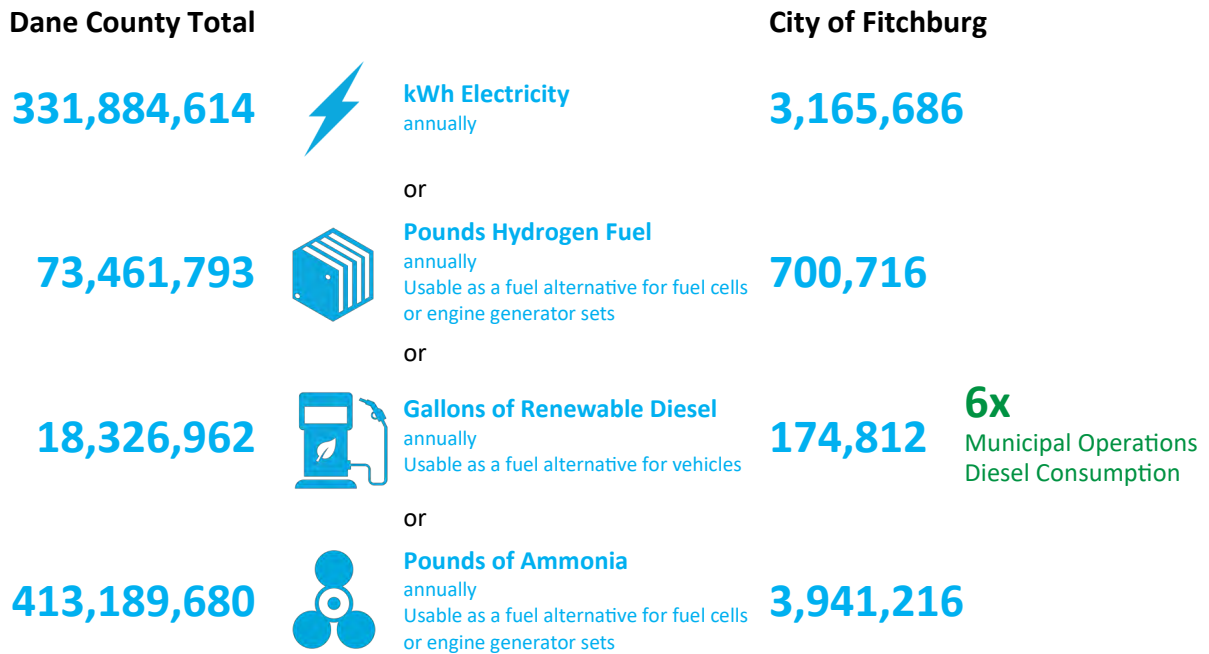 Dane County Total
City of Fitchburg
331,884,614
kWh Electricity
annually
3,165,686
or
73,461,793
Pounds Hydrogen Fuel
annually
Usable as a fuel alternative for fuel cells
or engine generator sets
700,716
or
18,326,962
Gallons of Renewable Diesel
annually
Usable as a fuel alternative for vehicles
174,812
6x
Municipal Operations
Diesel Consumption
or
413,189,680
Pounds of Ammonia
annually
Usable as a fuel alternative for fuel cells
or engine generator sets
3,941,216